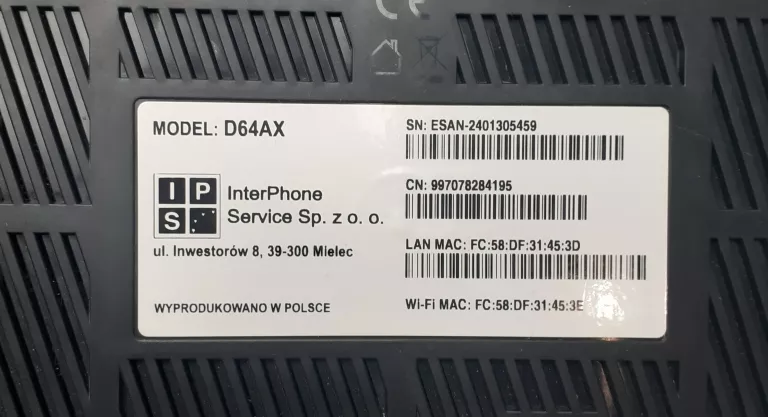 MODEL: D64AX
IPS
InterPhone
Service Sp. z o. o.
ul. Inwestorów 8, 39-300 Mielec
WYPRODUKOWANO W POLSCE
SN: ESAN-2401305459
CN: 997078284195
LAN MAC: FC:58:DF:31:45:3D
Wi-Fi MAC: FC:58:DF:31:45:3E